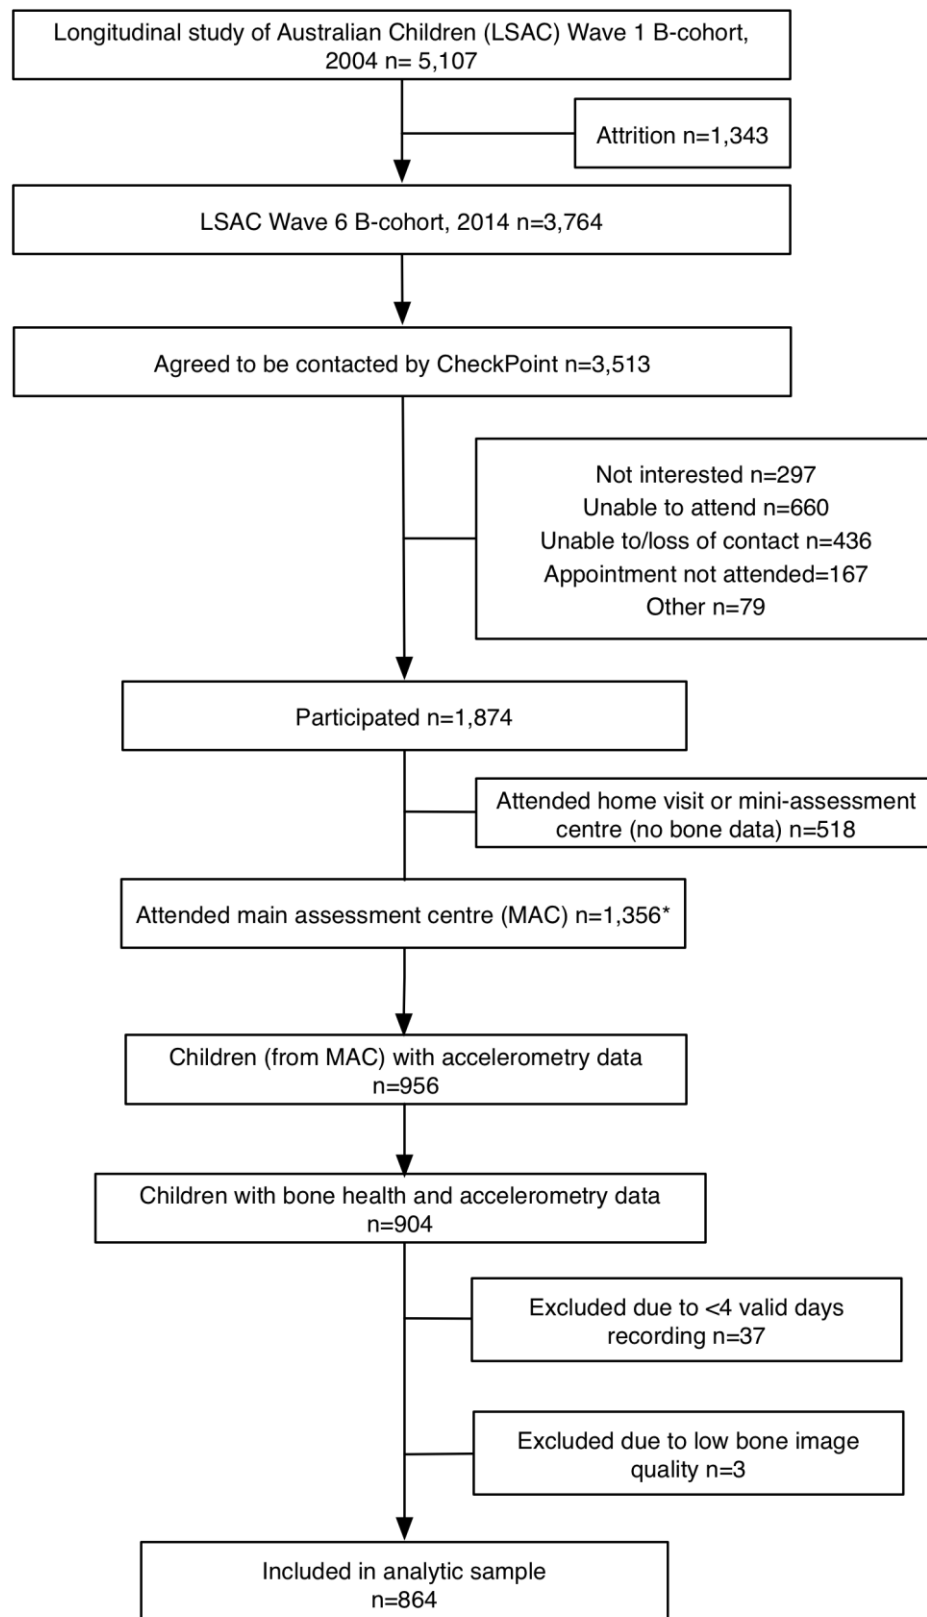 Longitudinal study of Australian Children (LSAC) Wave 1 B-cohort,
2004 n= 5,107
Attrition n=1,343
LSAC Wave 6 B-cohort, 2014 n=3,764
Agreed to be contacted by CheckPoint n=3,513
Not interested n=297
Unable to attend n=660
Unable to/loss of contact n=436
Appointment not attended=167
Other n=79
Participated n=1,874
Attended home visit or mini-assessment
centre (no bone data) n=518
Attended main assessment centre (MAC) n=1,356*
Children (from MAC) with accelerometry data
n=956
Children with bone health and accelerometry data
n=904
Excluded due to <4 valid days
recording n=37
Excluded due to low bone image
quality n=3
Included in analytic sample
n=864